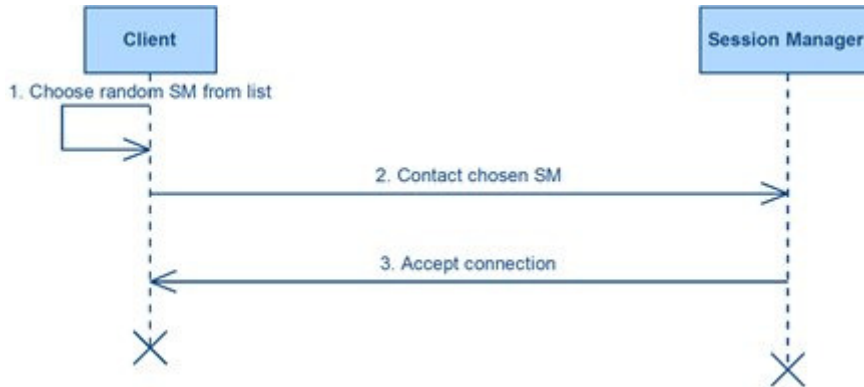 Client
Session Manager
1. Choose random SM from list
2. Contact chosen SM
3. Accept connection